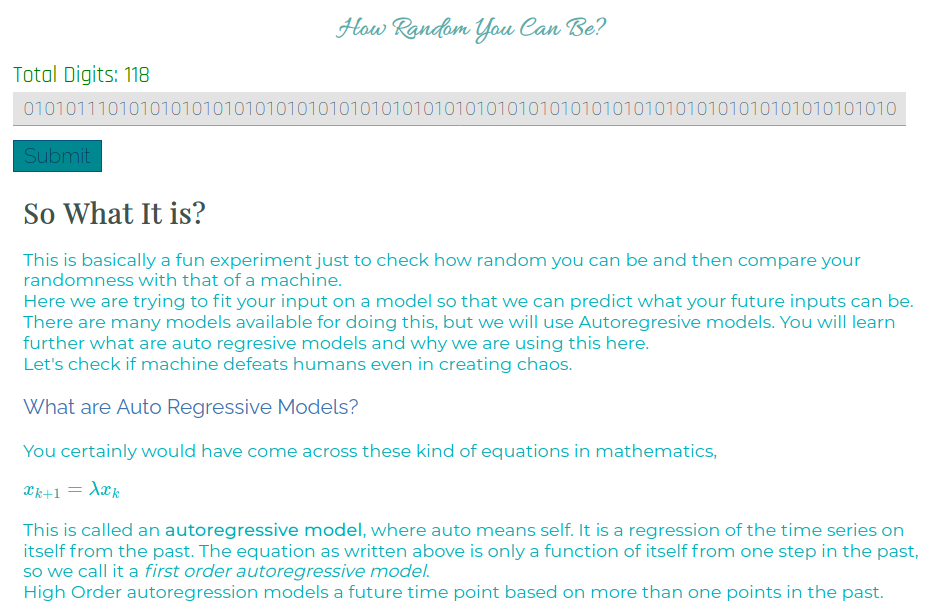 How Random You Can Be?
Total Digits: 118
01010111010101010101010101010101010101010101010101010101010101010101010101010101010
Submit
So What It is?
This is basically a fun experiment just to check how random you can be and then compare your
randomness with that of a machine.
Here we are trying to fit your input on a model so that we can predict what your future inputs can be.
There are many models available for doing this, but we will use Autoregresive models. You will learn
further what are auto regresive models and why we are using this here.
Let's check if machine defeats humans even in creating chaos.
What are Auto Regressive Models?
You certainly would have come across these kind of equations in mathematics,
xₖ₊₁ = λxₖ
This is called an autoregressive model, where auto means self. It is a regression of the time series on
itself from the past. The equation as written above is only a function of itself from one step in the past,
so we call it a first order autoregressive model.
High Order autoregression models a future time point based on more than one points in the past.